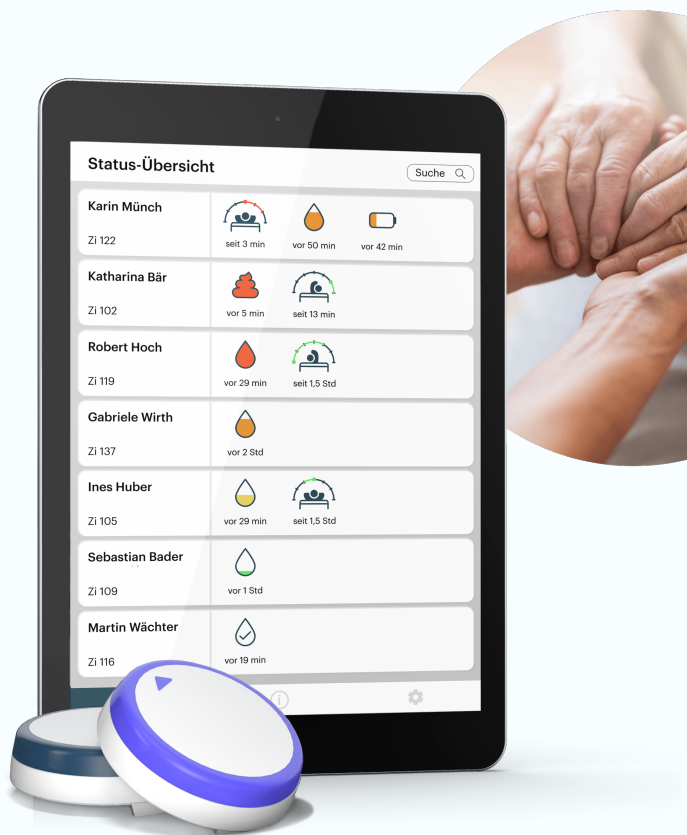 Status-Übersicht
Suche
Karin Münch
Zi 122
seit 3 min
vor 50 min
vor 42 min
Katharina Bär
Zi 102
vor 5 min
seit 13 min
Robert Hoch
Zi 119
vor 29 min
seit 1,5 Std
Gabriele Wirth
Zi 137
vor 2 Std
Ines Huber
Zi 105
vor 29 min
seit 1,5 Std
Sebastian Bader
Zi 109
vor 1 Std
Martin Wächter
Zi 116
vor 19 min